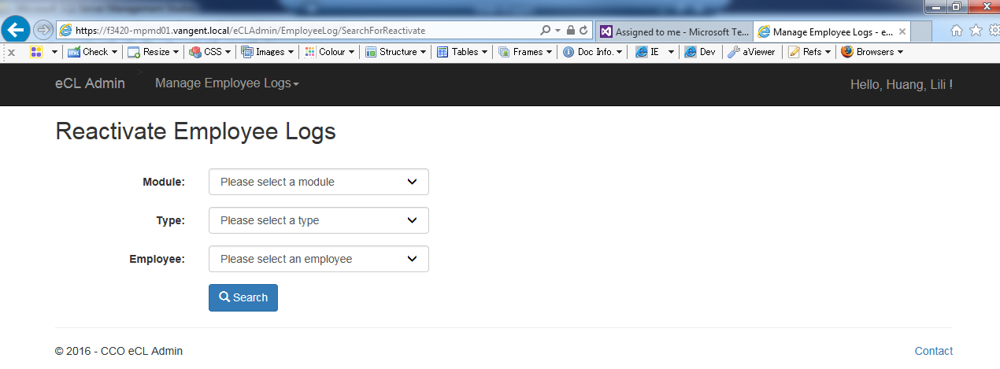 https://f3420-mpmd01.vangent.local/eCLAdmin/EmployeeLog/SearchForReactivate
Assigned to me - Microsoft Te...
Manage Employee Logs - e...
x Check Resize CSS Images Colour Structure Tables Frames Doc Info. IE Dev aViewer Refs Browsers
eCL Admin > Manage Employee Logs Hello, Huang, Lili !
Reactivate Employee Logs
Module: Please select a module
Type: Please select a type
Employee: Please select an employee
Search
© 2016 - CCO eCL Admin Contact